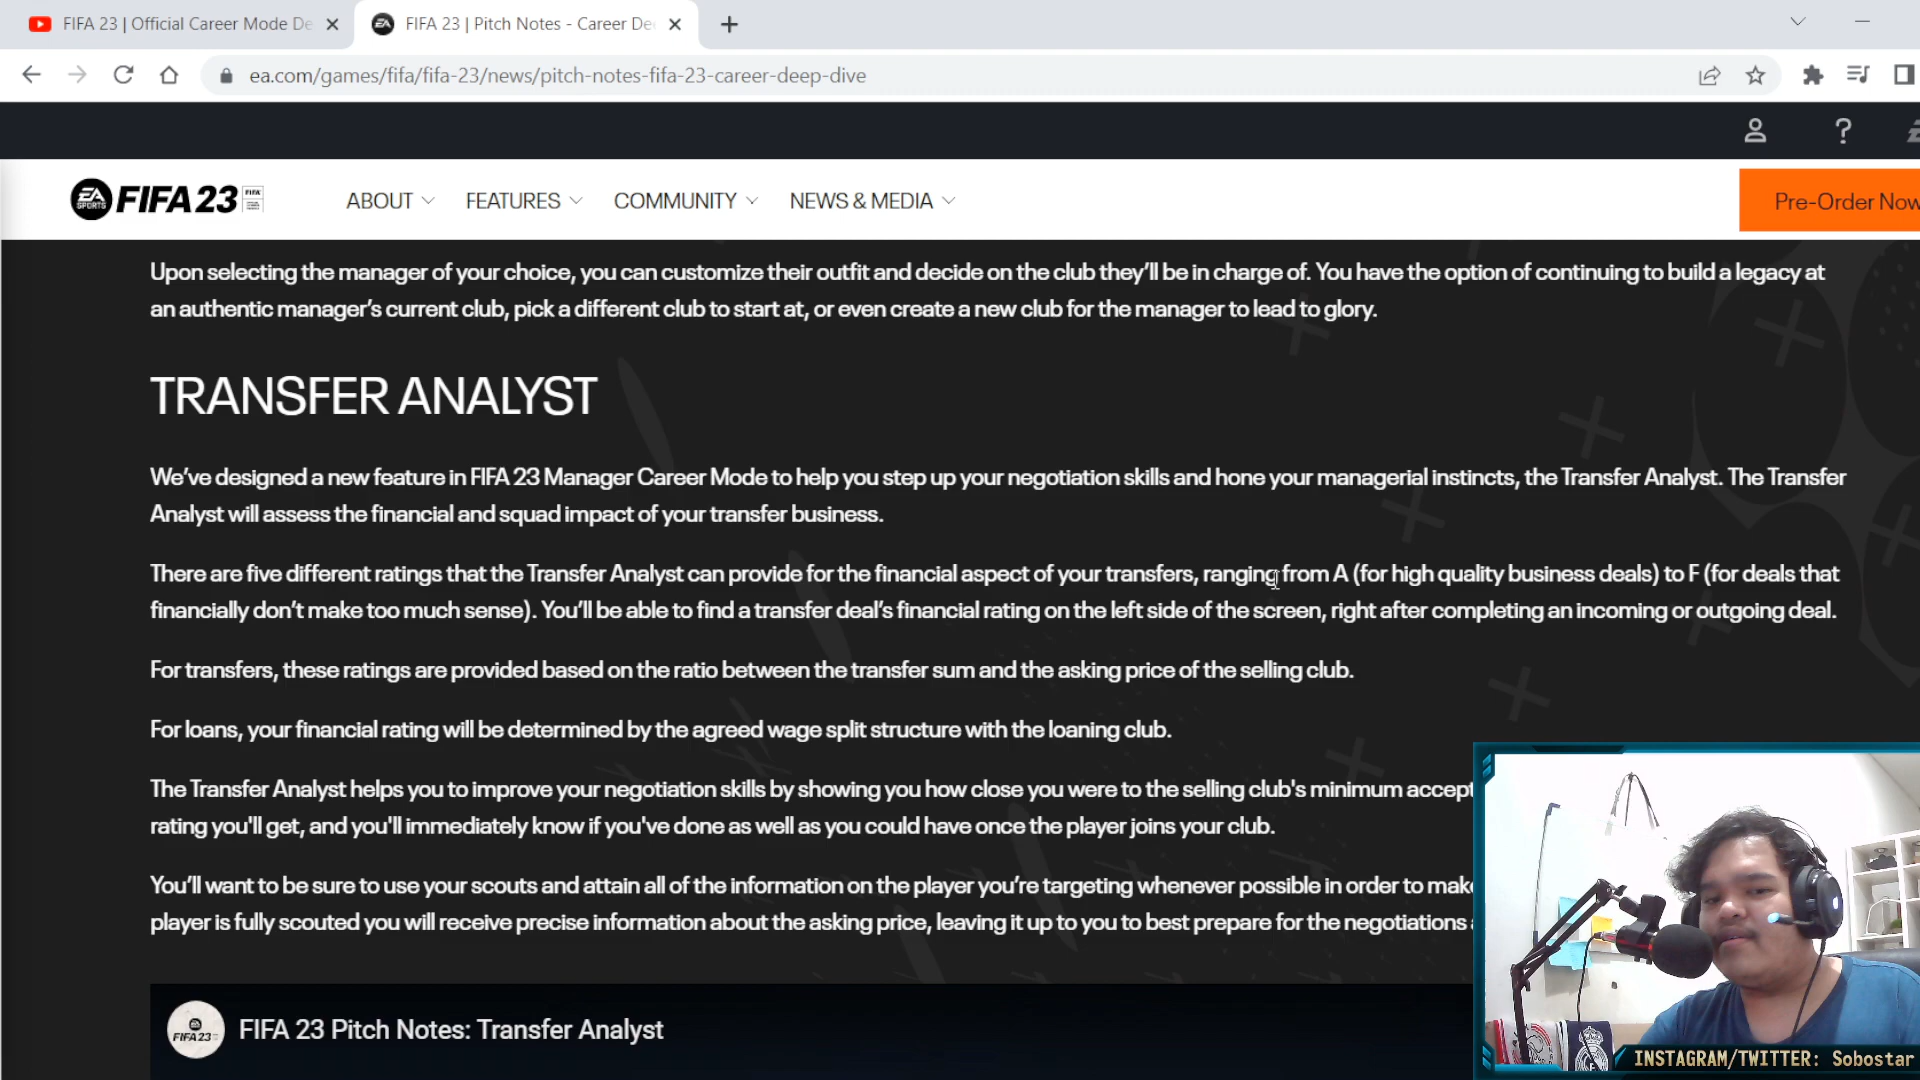 FIFA 23 | Official Career Mode De
FIFA 23 | Pitch Notes - Career De
ea.com/games/fifa/fifa-23/news/pitch-notes-fifa-23-career-deep-dive
EA SPORTS FIFA 23
ABOUT FEATURES COMMUNITY NEWS & MEDIA Pre-Order Now
Upon selecting the manager of your choice, you can customize their outfit and decide on the club they’ll be in charge of. You have the option of continuing to build a legacy at
an authentic manager’s current club, pick a different club to start at, or even create a new club for the manager to lead to glory.
TRANSFER ANALYST
We’ve designed a new feature in FIFA 23 Manager Career Mode to help you step up your negotiation skills and hone your managerial instincts, the Transfer Analyst. The Transfer
Analyst will assess the financial and squad impact of your transfer business.
There are five different ratings that the Transfer Analyst can provide for the financial aspect of your transfers, ranging from A (for high quality business deals) to F (for deals that
financially don’t make too much sense). You’ll be able to find a transfer deal’s financial rating on the left side of the screen, right after completing an incoming or outgoing deal.
For transfers, these ratings are provided based on the ratio between the transfer sum and the asking price of the selling club.
For loans, your financial rating will be determined by the agreed wage split structure with the loaning club.
The Transfer Analyst helps you to improve your negotiation skills by showing you how close you were to the selling club's minimum accept
rating you'll get, and you'll immediately know if you've done as well as you could have once the player joins your club.
You’ll want to be sure to use your scouts and attain all of the information on the player you’re targeting whenever possible in order to make
player is fully scouted you will receive precise information about the asking price, leaving it up to you to best prepare for the negotiations
FIFA 23 FIFA 23 Pitch Notes: Transfer Analyst
INSTAGRAM/TWITTER: Sobostar